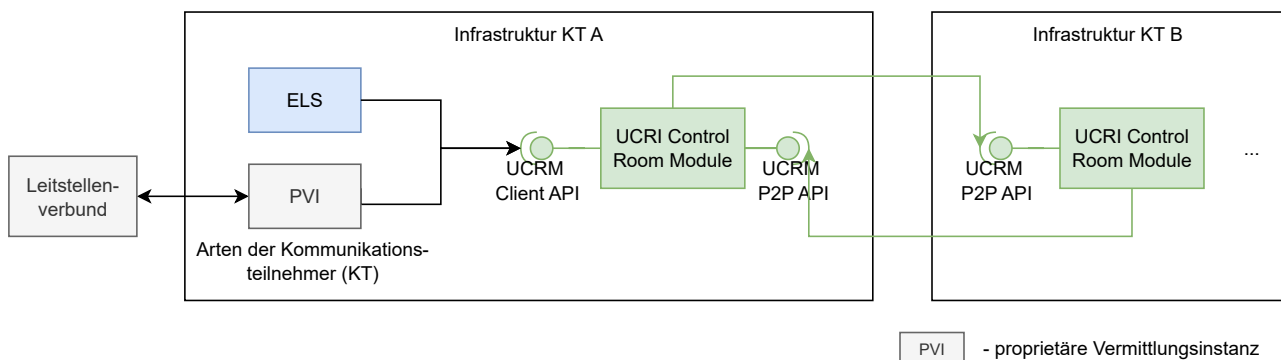 Infrastruktur KT A
Infrastruktur KT B
ELS
UCRI Control
Room Module
UCRI Control
Room Module
...
Leitstellen-
verbund
PVI
UCRM
Client API
UCRM
P2P API
UCRM
P2P API
Arten der Kommunikations-
teilnehmer (KT)
PVI
- proprietäre Vermittlungsinstanz